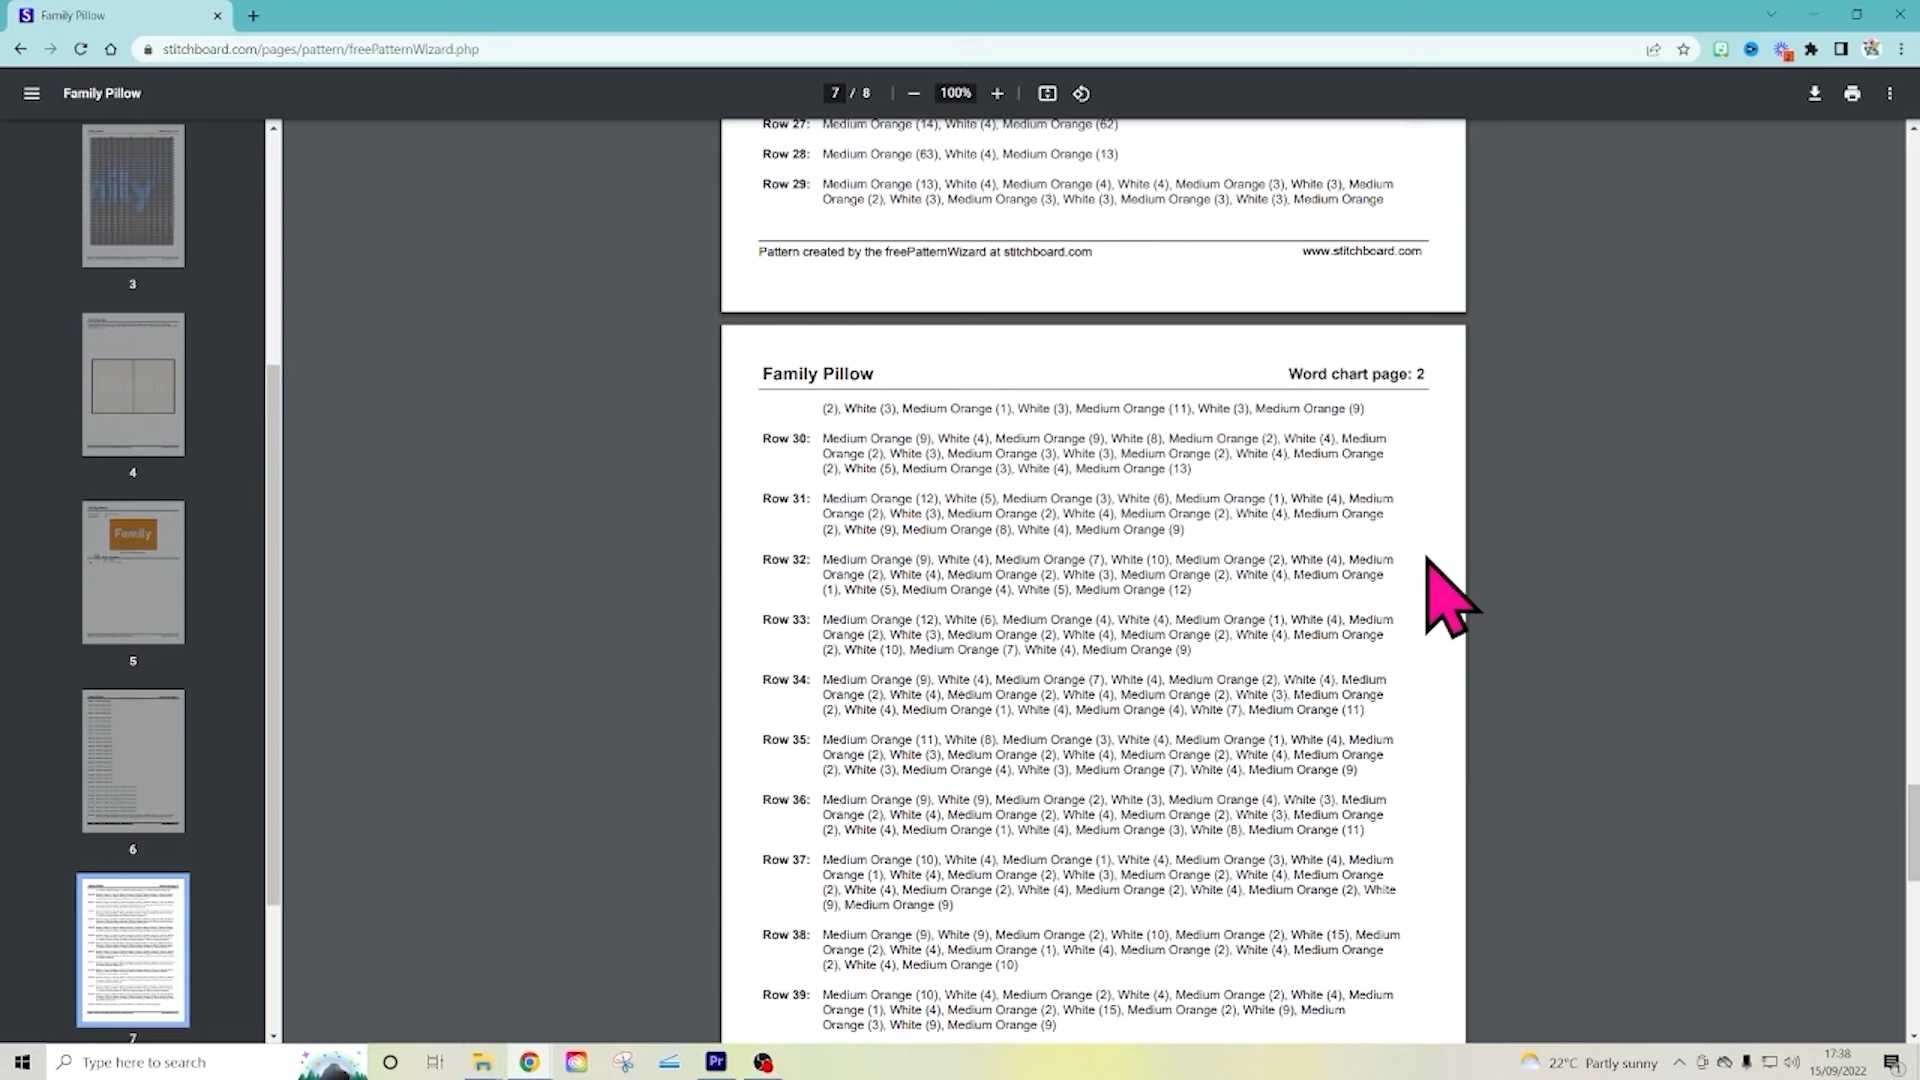 Family Pillow
stitchboard.com/pages/pattern/freePatternWizard.php
Family Pillow
7 / 8
100%
3
4
Family
5
6
7
Row 27: Medium Orange (14), White (4), Medium Orange (62)
Row 28: Medium Orange (63), White (4), Medium Orange (13)
Row 29: Medium Orange (13), White (4), Medium Orange (4), White (4), Medium Orange (3), White (3), Medium
Orange (2), White (3), Medium Orange (3), White (3), Medium Orange (3), White (3), Medium Orange
Pattern created by the freePatternWizard at stitchboard.com
www.stitchboard.com
Family Pillow
Word chart page: 2
(2), White (3), Medium Orange (1), White (3), Medium Orange (11), White (3), Medium Orange (9)
Row 30: Medium Orange (9), White (4), Medium Orange (9), White (8), Medium Orange (2), White (4), Medium
Orange (2), White (3), Medium Orange (3), White (3), Medium Orange (2), White (4), Medium Orange
(2), White (5), Medium Orange (3), White (4), Medium Orange (13)
Row 31: Medium Orange (12), White (5), Medium Orange (3), White (6), Medium Orange (1), White (4), Medium
Orange (2), White (3), Medium Orange (2), White (4), Medium Orange (2), White (4), Medium Orange
(2), White (9), Medium Orange (8), White (4), Medium Orange (9)
Row 32: Medium Orange (9), White (4), Medium Orange (7), White (10), Medium Orange (2), White (4), Medium
Orange (2), White (4), Medium Orange (2), White (3), Medium Orange (2), White (4), Medium Orange
(1), White (5), Medium Orange (4), White (5), Medium Orange (12)
Row 33: Medium Orange (12), White (6), Medium Orange (4), White (4), Medium Orange (1), White (4), Medium
Orange (2), White (3), Medium Orange (2), White (4), Medium Orange (2), White (4), Medium Orange
(2), White (10), Medium Orange (7), White (4), Medium Orange (9)
Row 34: Medium Orange (9), White (4), Medium Orange (7), White (4), Medium Orange (2), White (4), Medium
Orange (2), White (4), Medium Orange (2), White (4), Medium Orange (2), White (3), Medium Orange
(2), White (4), Medium Orange (1), White (4), Medium Orange (4), White (7), Medium Orange (11)
Row 35: Medium Orange (11), White (8), Medium Orange (3), White (4), Medium Orange (1), White (4), Medium
Orange (2), White (3), Medium Orange (2), White (4), Medium Orange (2), White (4), Medium Orange
(2), White (3), Medium Orange (4), White (3), Medium Orange (7), White (4), Medium Orange (9)
Row 36: Medium Orange (9), White (9), Medium Orange (2), White (3), Medium Orange (4), White (3), Medium
Orange (2), White (4), Medium Orange (2), White (4), Medium Orange (2), White (3), Medium Orange
(2), White (4), Medium Orange (1), White (4), Medium Orange (3), White (8), Medium Orange (11)
Row 37: Medium Orange (10), White (4), Medium Orange (1), White (4), Medium Orange (3), White (4), Medium
Orange (1), White (4), Medium Orange (2), White (3), Medium Orange (2), White (4), Medium Orange
(2), White (4), Medium Orange (2), White (4), Medium Orange (2), White (4), Medium Orange (2), White
(9), Medium Orange (9)
Row 38: Medium Orange (9), White (9), Medium Orange (2), White (10), Medium Orange (2), White (15), Medium
Orange (2), White (4), Medium Orange (1), White (4), Medium Orange (2), White (4), Medium Orange
(2), White (4), Medium Orange (10)
Row 39: Medium Orange (10), White (4), Medium Orange (2), White (4), Medium Orange (2), White (4), Medium
Orange (1), White (4), Medium Orange (2), White (15), Medium Orange (2), White (9), Medium
Orange (3), White (9), Medium Orange (9)
Type here to search
Pr
22°C Partly sunny
17:38
15/09/2022